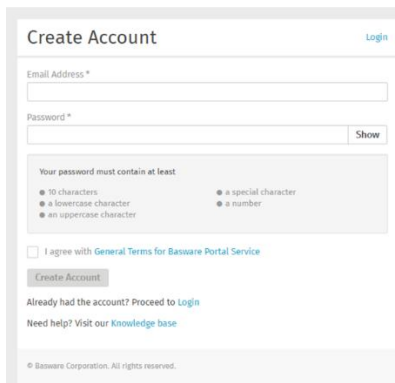 Create Account
Login
Email Address *
Password *
Show
Your password must contain at least
10 characters
a special character
a lowercase character
a number
an uppercase character
I agree with General Terms for Basware Portal Service
Create Account
Already had the account? Proceed to Login
Need help? Visit our Knowledge base
© Basware Corporation. All rights reserved.